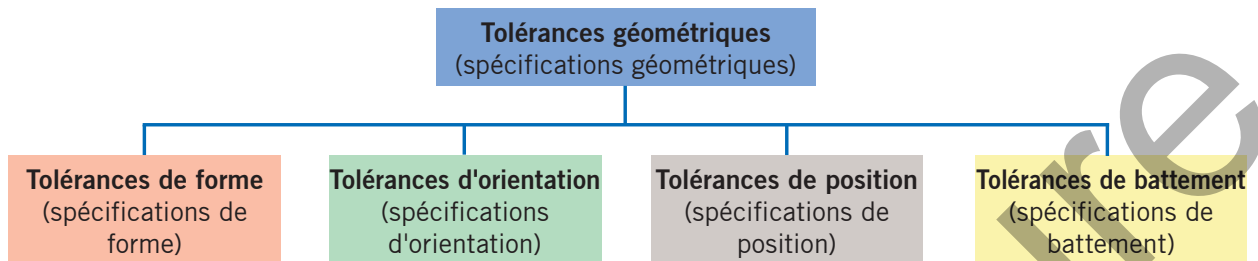 Tolérances géométriques
(spécifications géométriques)
Tolérances de forme
(spécifications de
forme)
Tolérances d'orientation
(spécifications
d'orientation)
Tolérances de position
(spécifications de
position)
Tolérances de battement
(spécifications de
battement)
ure